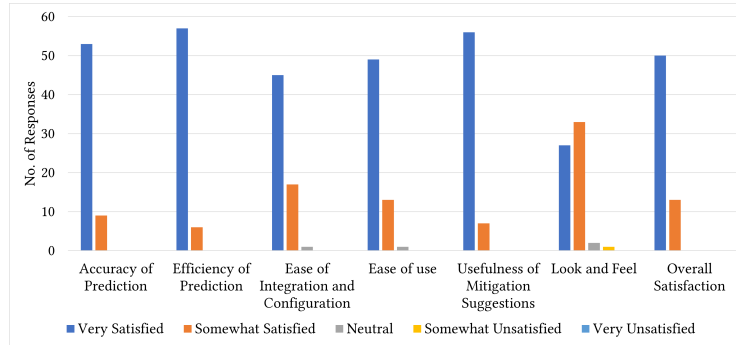 60
50
40
30
20
10
0
No. of Responses
Accuracy of
Prediction
Efficiency of
Prediction
Ease of
Integration and
Configuration
Ease of use
Usefulness of
Mitigation
Suggestions
Look and Feel
Overall
Satisfaction
Very Satisfied
Somewhat Satisfied
Neutral
Somewhat Unsatisfied
Very Unsatisfied